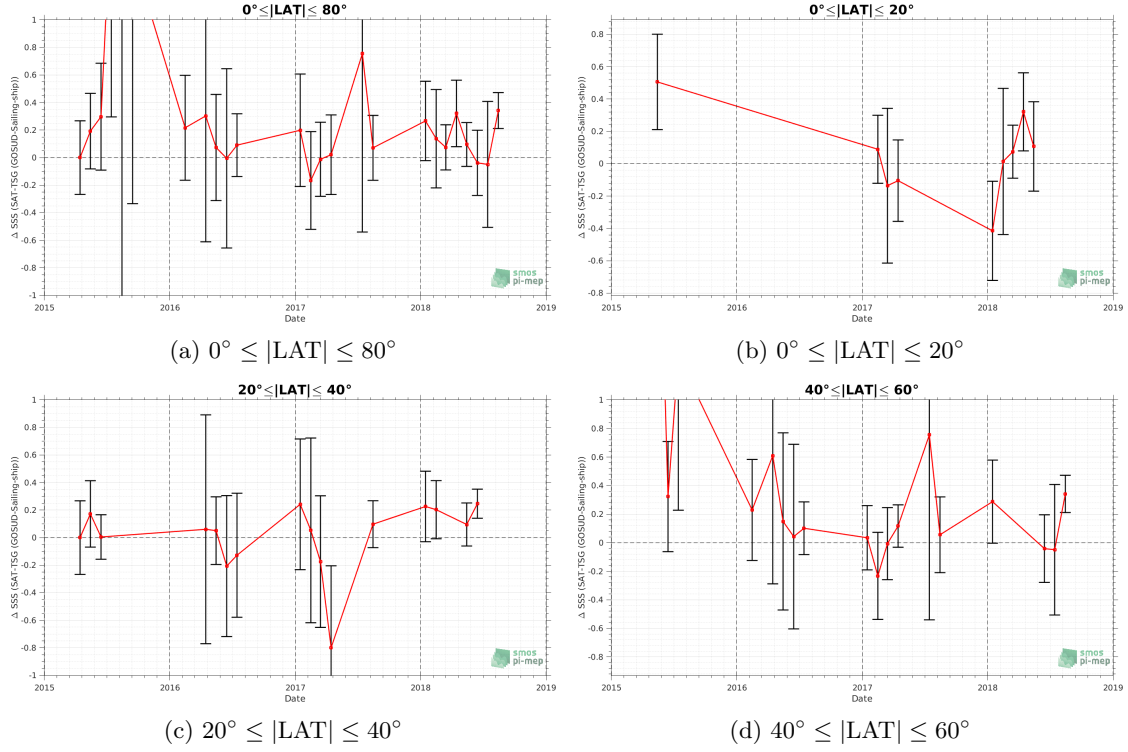 0°≤|LAT|≤ 80°
Δ SSS (SAT-TSG (GOSUD-Sailing-ship))
1
0.8
0.6
0.4
0.2
0
-0.2
-0.4
-0.6
-0.8
-1
2015
2016
2017
2018
2019
Date
smos
pi-mep
(a) 0° ≤ |LAT| ≤ 80°
0°≤|LAT|≤ 20°
Δ SSS (SAT-TSG (GOSUD-Sailing-ship))
0.8
0.6
0.4
0.2
0
-0.2
-0.4
-0.6
-0.8
2015
2016
2017
2018
2019
Date
smos
pi-mep
(b) 0° ≤ |LAT| ≤ 20°
20°≤|LAT|≤ 40°
Δ SSS (SAT-TSG (GOSUD-Sailing-ship))
1
0.8
0.6
0.4
0.2
0
-0.2
-0.4
-0.6
-0.8
-1
2015
2016
2017
2018
2019
Date
smos
pi-mep
(c) 20° ≤ |LAT| ≤ 40°
40°≤|LAT|≤ 60°
Δ SSS (SAT-TSG (GOSUD-Sailing-ship))
1
0.8
0.6
0.4
0.2
0
-0.2
-0.4
-0.6
-0.8
2015
2016
2017
2018
2019
Date
smos
pi-mep
(d) 40° ≤ |LAT| ≤ 60°